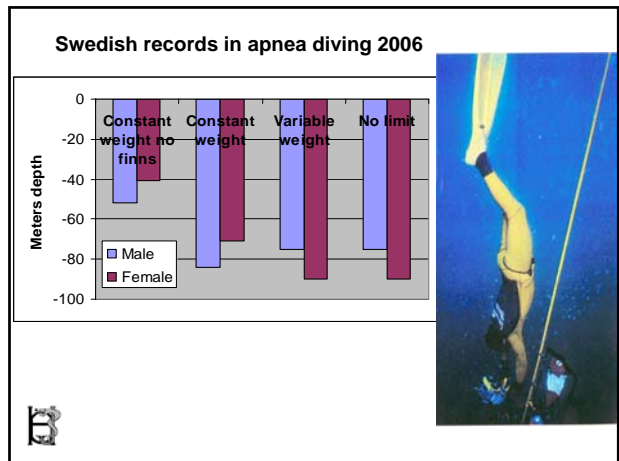 Swedish records in apnea diving 2006
0
-20
-40
-60
-80
-100
Meters depth
Constant
weight no
finns
Constant
weight
Variable
weight
No limit
Male
Female